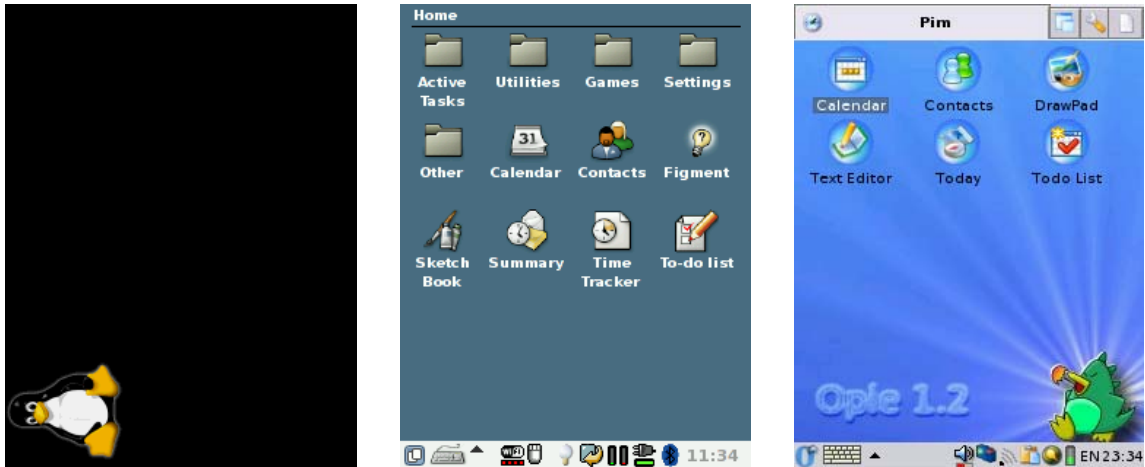 Home
Active
Tasks
Utilities
Games
Settings
Other
31
Calendar
Contacts
Figment
Sketch
Book
Summary
Time
Tracker
To-do list
WiFi
11:34
Pim
Calendar
Contacts
DrawPad
Text Editor
Today
Todo List
Opie 1.2
EN 23:34